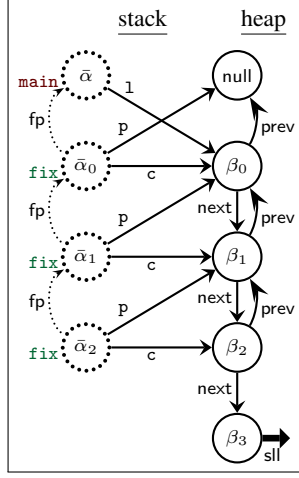 stack heap
main ᾱ l null
fp p prev
fix ᾱ₀ c β₀
fp p next prev
fix ᾱ₁ c β₁
fp p next prev
fix ᾱ₂ c β₂
next
β₃
sll